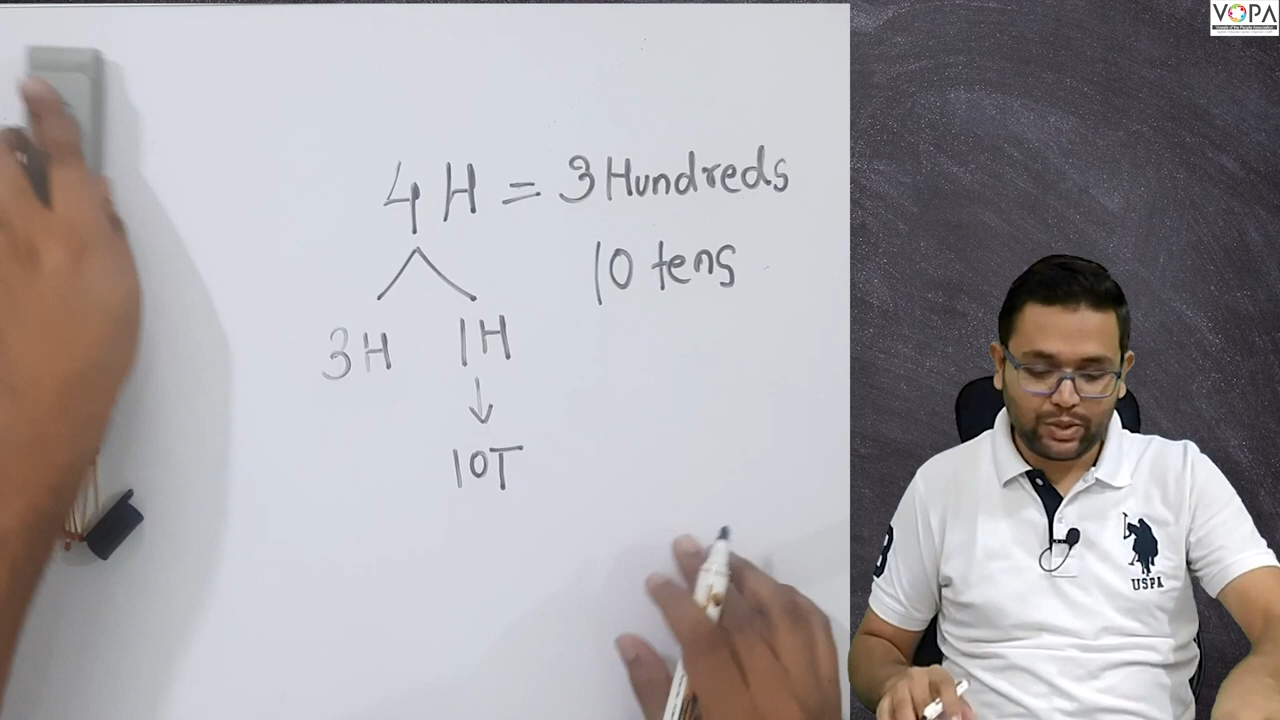 VOPA
4H = 3 Hundreds
10 tens
3H 1H
↓
10T
USPA